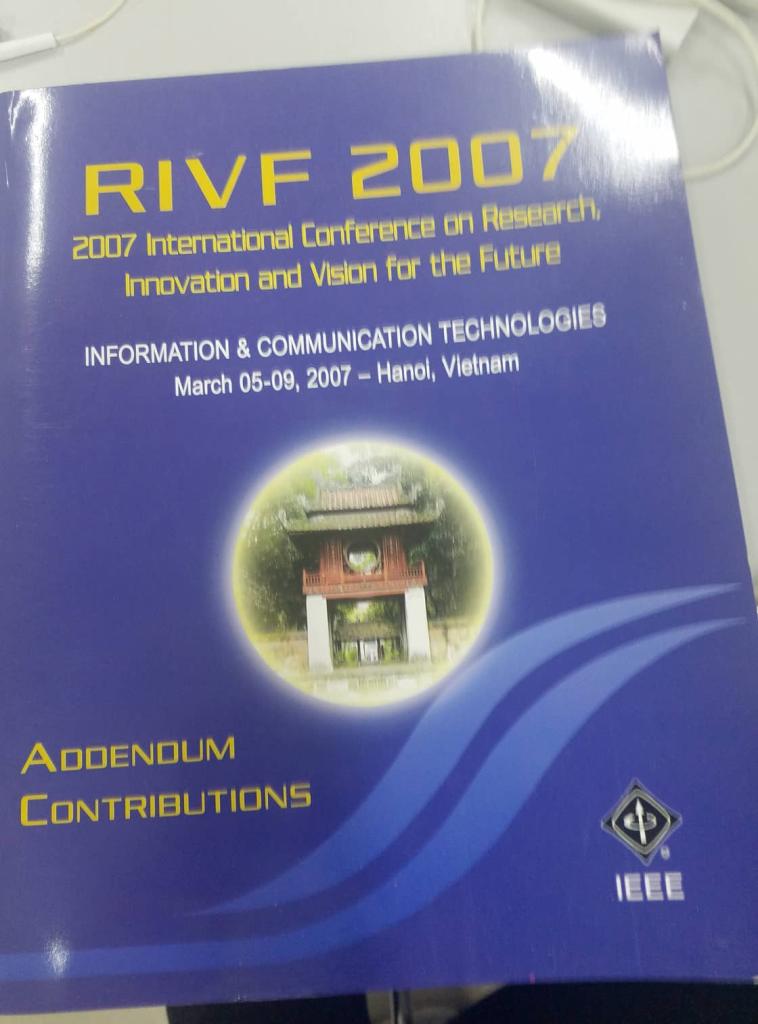 RIVF 2007
2007 International Conference on Research,
Innovation and Vision for the Future
INFORMATION & COMMUNICATION TECHNOLOGIES
March 05-09, 2007 – Hanoi, Vietnam
ADDENDUM
CONTRIBUTIONS
®
IEEE